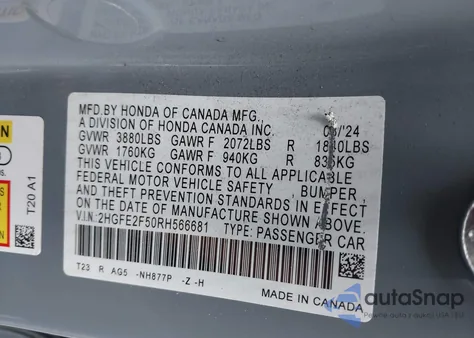 MFD.BY HONDA OF CANADA MFG.,
A DIVISION OF HONDA CANADA INC.
GVWR 3880LBS GAWR F 2072LBS R
GVWR 1760KG GAWR F 940KG R
THIS VEHICLE CONFORMS TO ALL APPLICABLE
FEDERAL MOTOR VEHICLE SAFETY , BUMPER,
AND THEFT PREVENTION STANDARDS IN EFFECT
ON THE DATE OF MANUFACTURE SHOWN ABOVE.
V.I.N: 2HGFE2F50RH566681 TYPE: PASSENGER CAR
T23 R AG5 -NH877P -Z -H
MADE IN CANADA
T20 A1
autoSnap